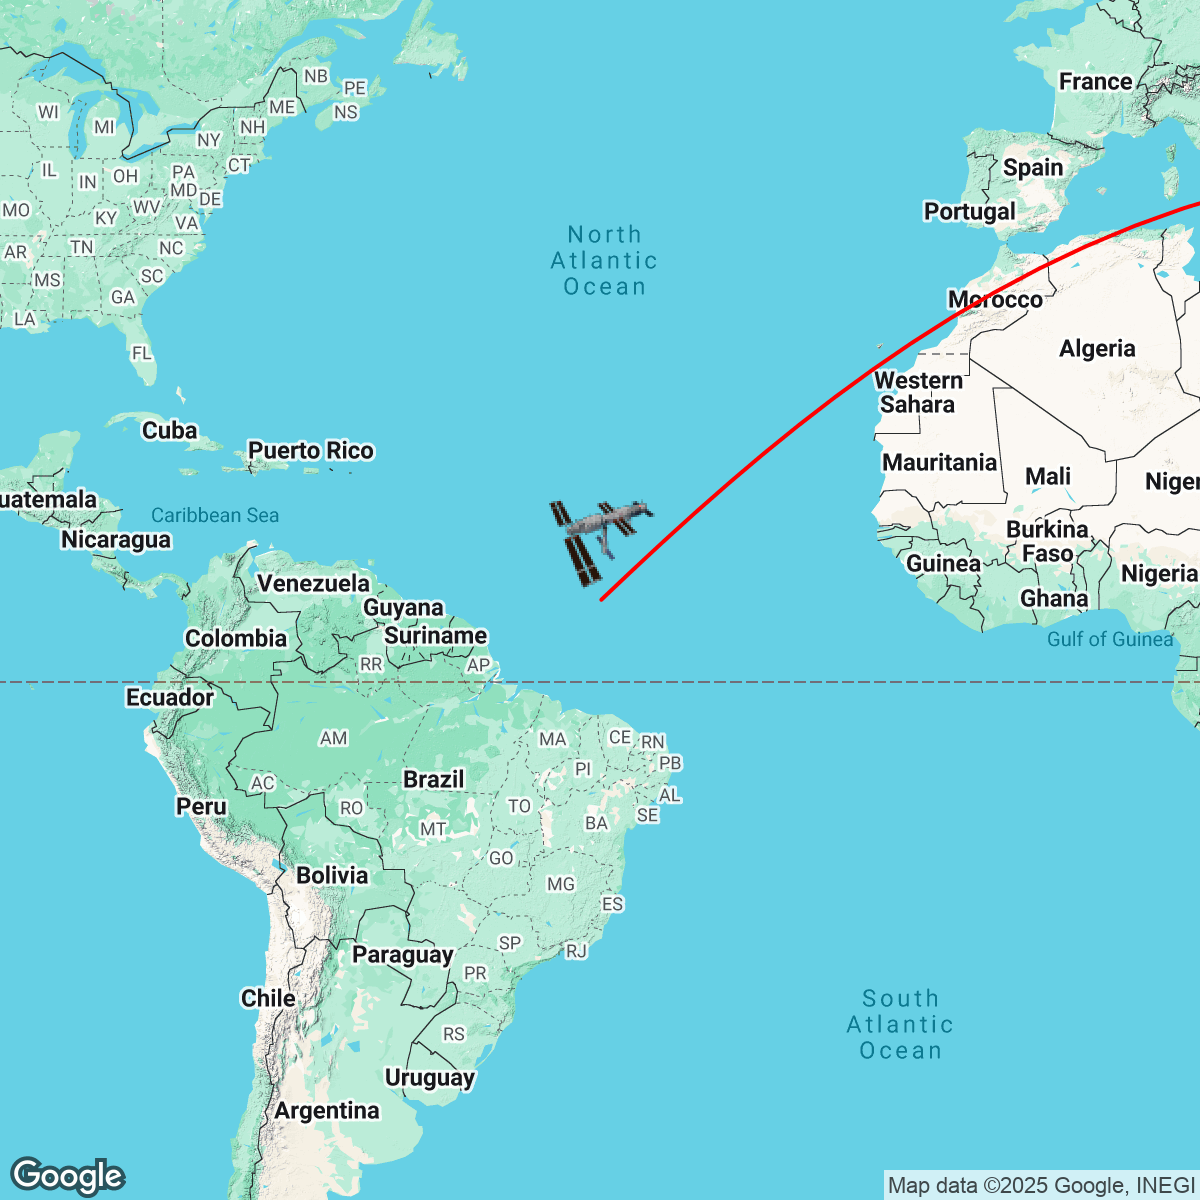 NB
PE
France
WI
MI
ME
NS
NH
NY
CT
Spain
IL
IN
OH
PA
MD
DE
MO
KY
WV
VA
Portugal
AR
TN
NC
North
Atlantic
Ocean
MS
SC
GA
Morocco
LA
FL
Algeria
Western
Sahara
Cuba
Puerto Rico
Mauritania
Mali
Niger
uatemala
Caribbean Sea
Nicaragua
Burkina
Faso
Guinea
Nigeria
Venezuela
Guyana
Ghana
Colombia
Suriname
Gulf of Guinea
RR
AP
Ecuador
AM
MA
CE
RN
PI
PB
AC
Brazil
AL
Peru
RO
TO
SE
MT
BA
GO
Bolivia
MG
ES
Paraguay
SP
RJ
PR
Chile
South
Atlantic
Ocean
RS
Uruguay
Argentina
Google
Map data ©2025 Google, INEGI